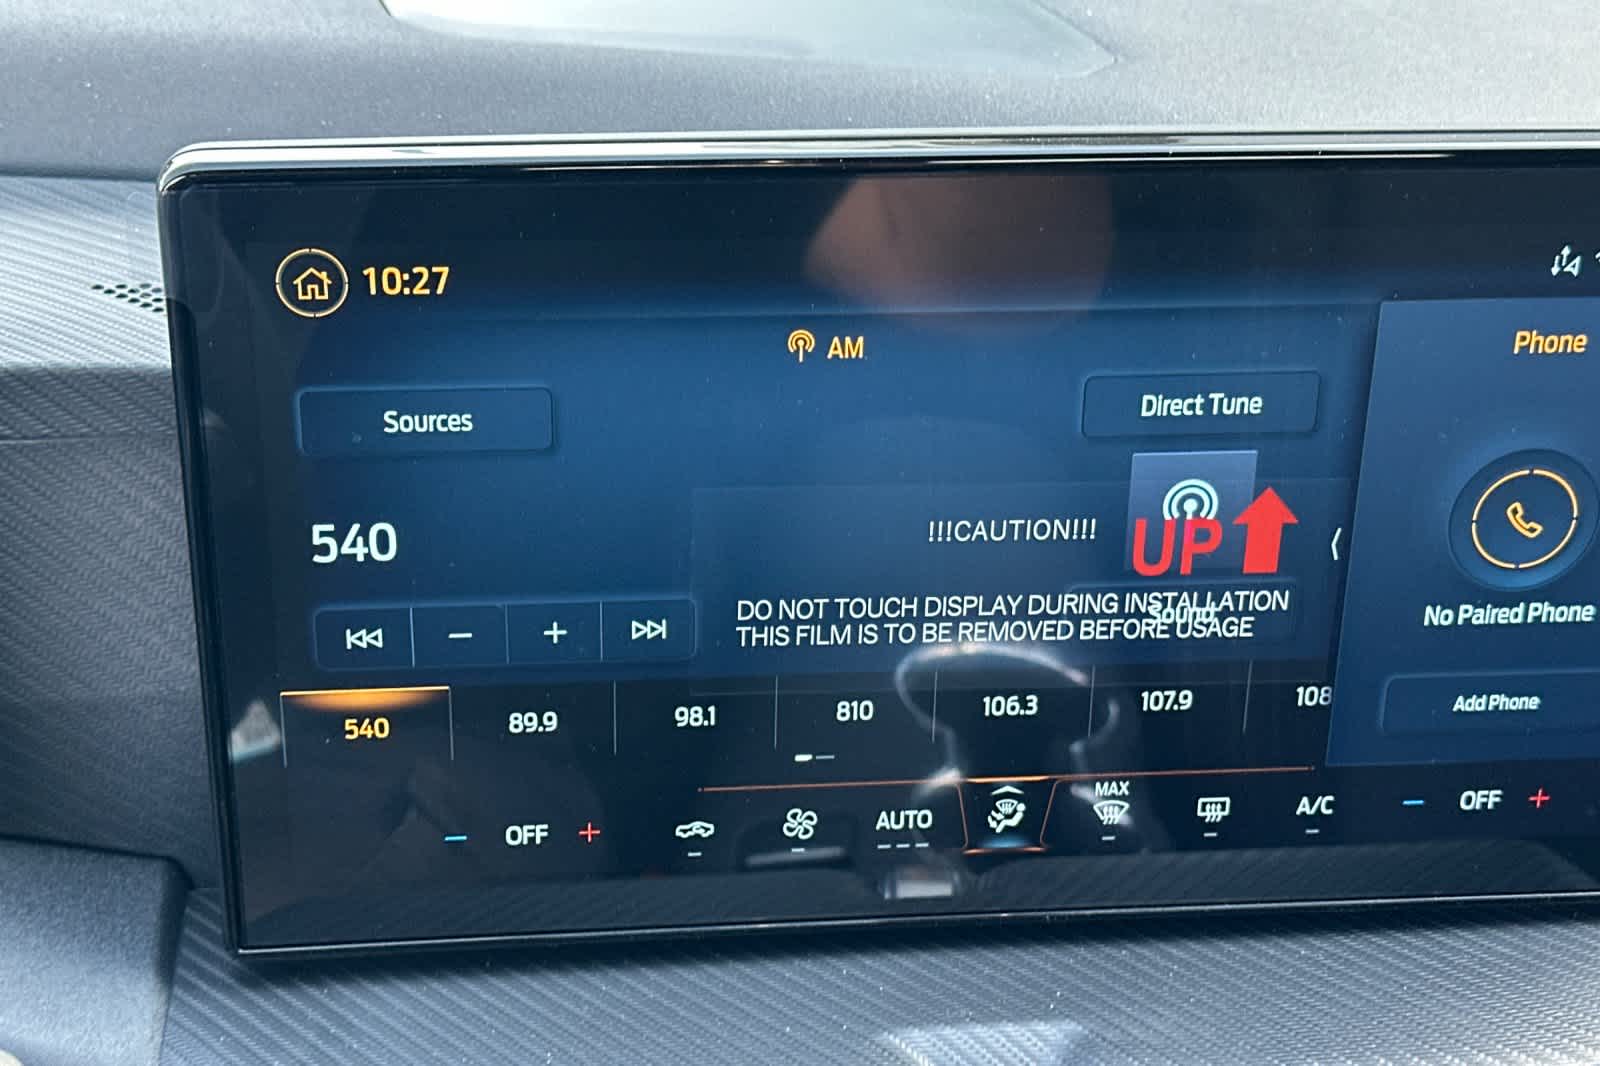 10:27
AM
Phone
Sources
Direct Tune
540
!!!CAUTION!!!
UP
DO NOT TOUCH DISPLAY DURING INSTALLATION
THIS FILM IS TO BE REMOVED BEFORE USAGE
Sound
No Paired Phone
540 89.9 98.1 810 106.3 107.9 108
Add Phone
OFF AUTO MAX A/C OFF